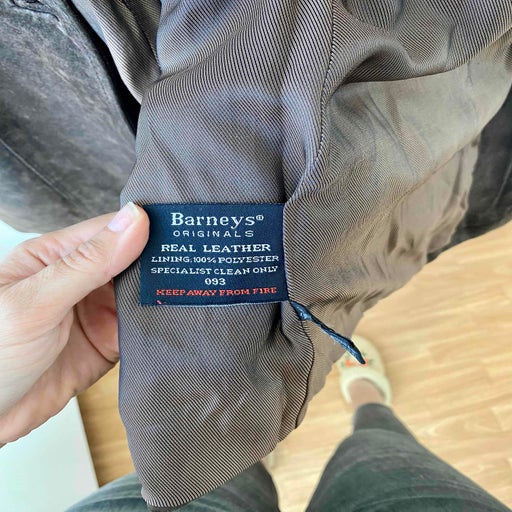 Barneys®
ORIGINALS
REAL LEATHER
LINING:100% POLYESTER
SPECIALIST CLEAN ONLY
093
KEEP AWAY FROM FIRE